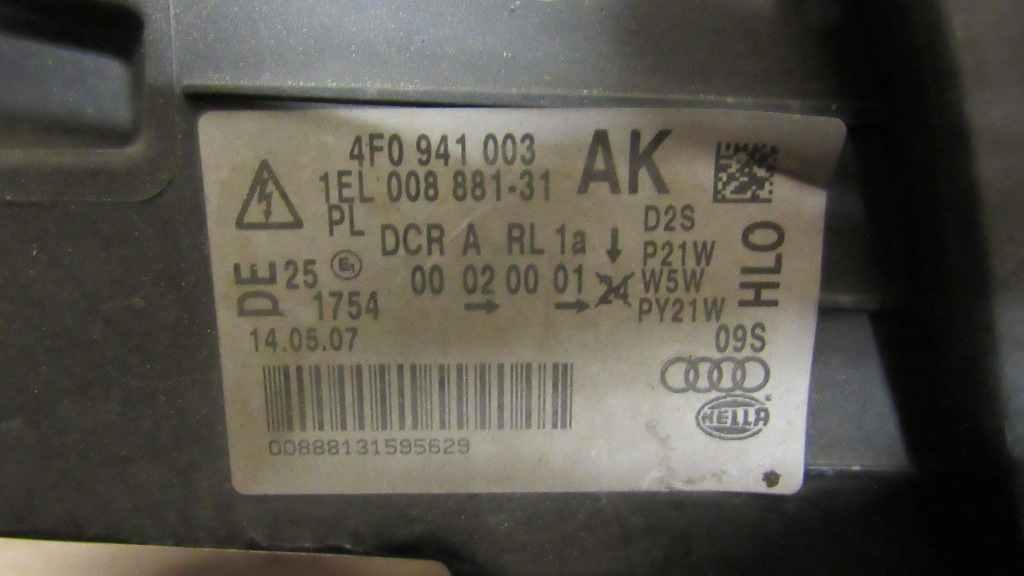 4F0 941 003 AK
1EL 008 881-31
PL
DCR A RL 1a
D2S
P21W
W5W
PY21W
HLO
DE
25 E1
1754
00 02 00 01 24
14.05.07
09S
HELLA
00888131595629